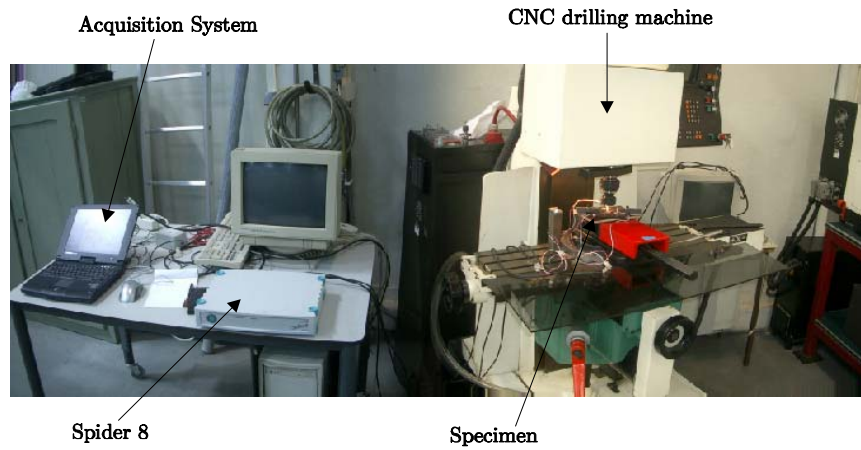 Acquisition System
CNC drilling machine
Spider 8
Specimen